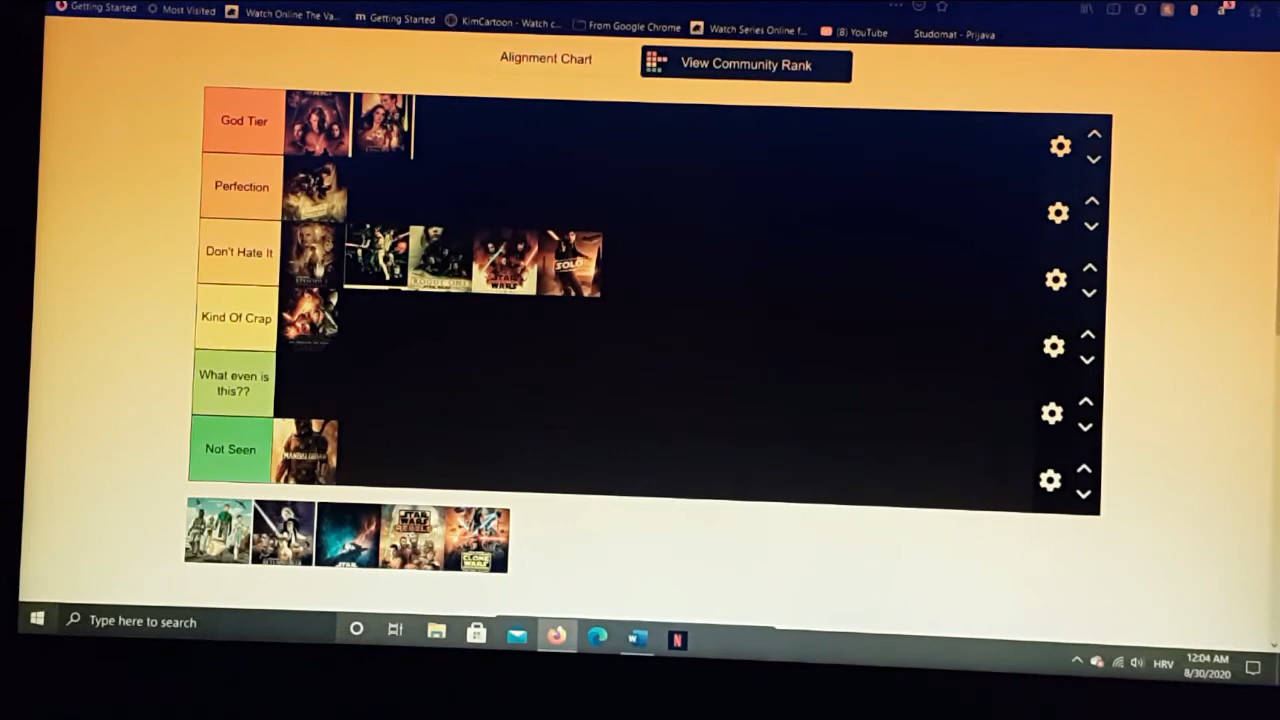 Getting Started
Most Visited
Watch Online The Va...
Getting Started
KimCartoon - Watch c...
From Google Chrome
Watch Series Online f...
(8) YouTube
Studomat - Prijava
Alignment Chart
View Community Rank
God Tier
Perfection
Don't Hate It
ROGUE ONE
STAR WARS
SOLO
Kind Of Crap
What even is
this??
Not Seen
MANDALORIAN
STAR
STAR WARS
REBELS
CLONE
WARS
Type here to search
HRV
12:04 AM
8/30/2020